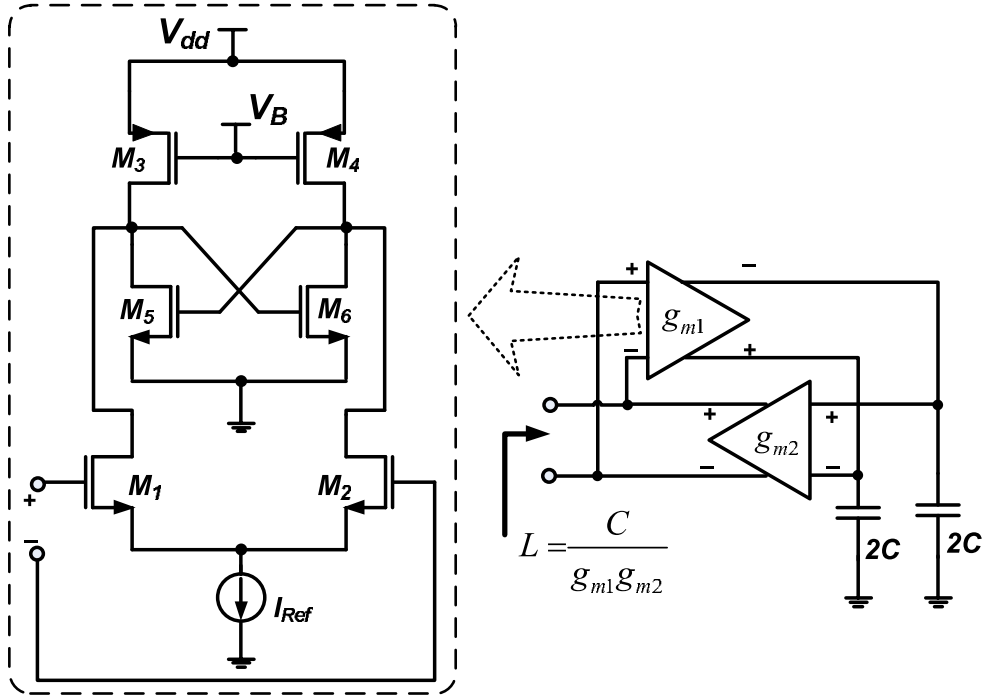 Vdd
VB
M3
M4
M5
M6
+ −
gm1
− +
+ +
gm2
− −
M1
M2
+
−
L = C / gm1gm2
2C
2C
IRef